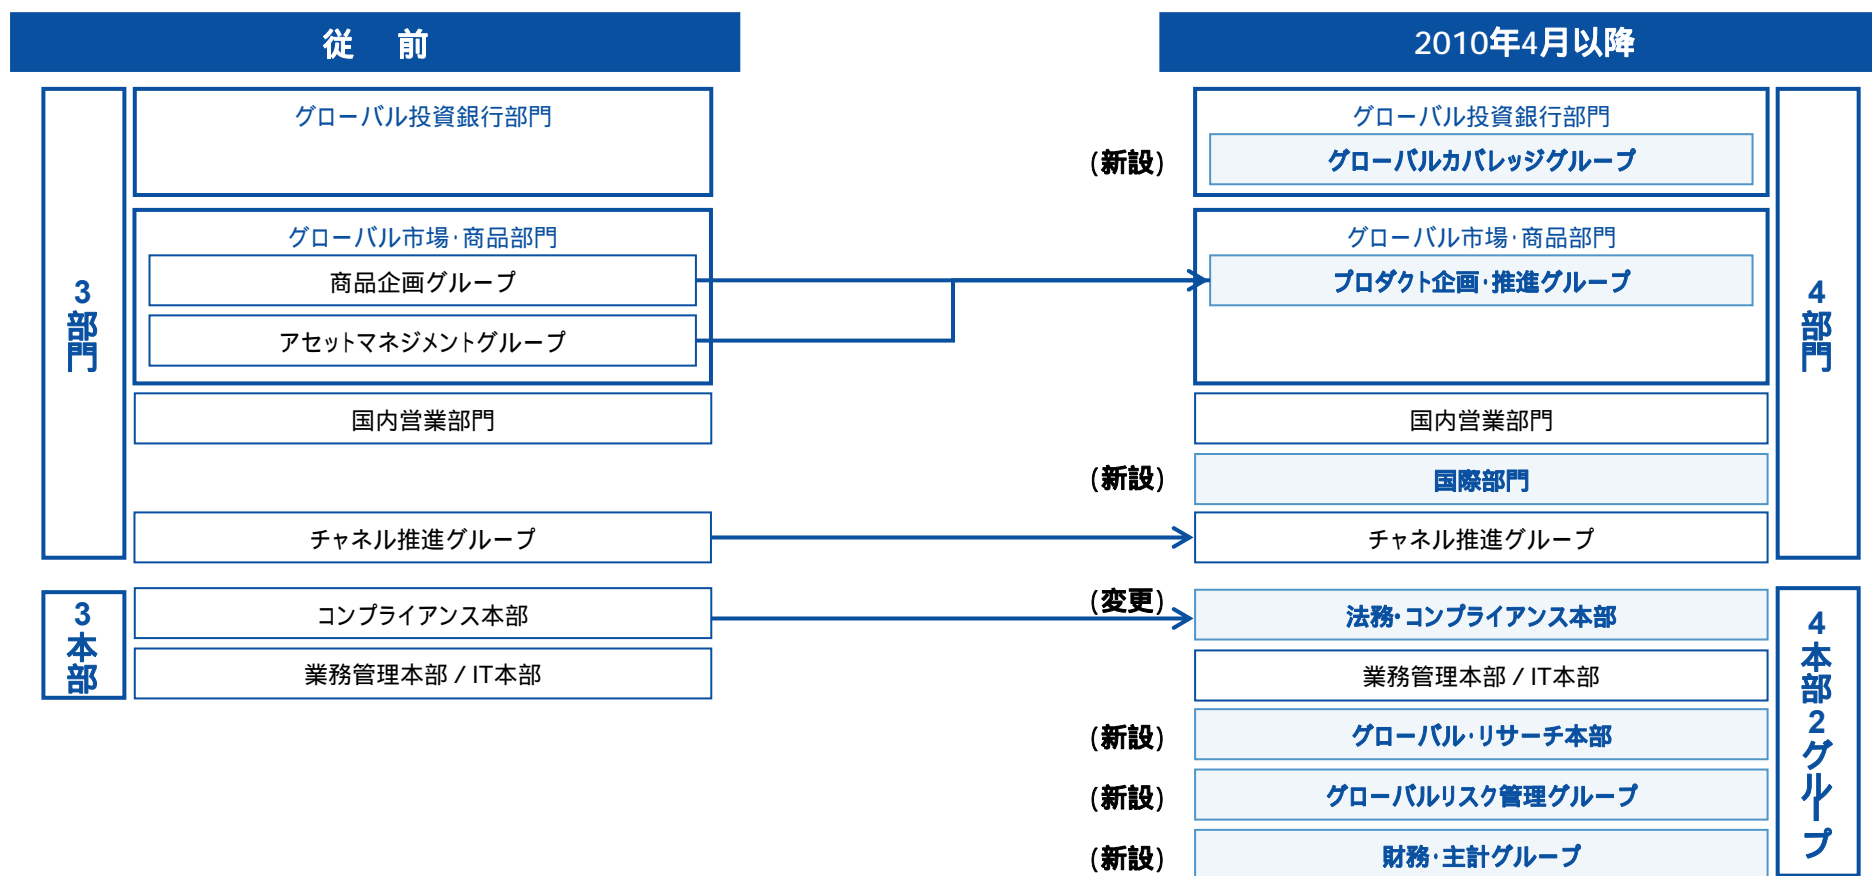 従 前
3部門
グローバル投資銀行部門
グローバル市場・商品部門
商品企画グループ
アセットマネジメントグループ
国内営業部門
チャネル推進グループ
3本部
コンプライアンス本部
業務管理本部 / IT本部
2010年4月以降
グローバル投資銀行部門
(新設)
グローバルカバレッジグループ
グローバル市場・商品部門
プロダクト企画・推進グループ
国内営業部門
(新設)
国際部門
チャネル推進グループ
4部門
(変更)
法務・コンプライアンス本部
業務管理本部 / IT本部
(新設)
グローバル・リサーチ本部
(新設)
グローバルリスク管理グループ
(新設)
財務・主計グループ
4本部2グループ